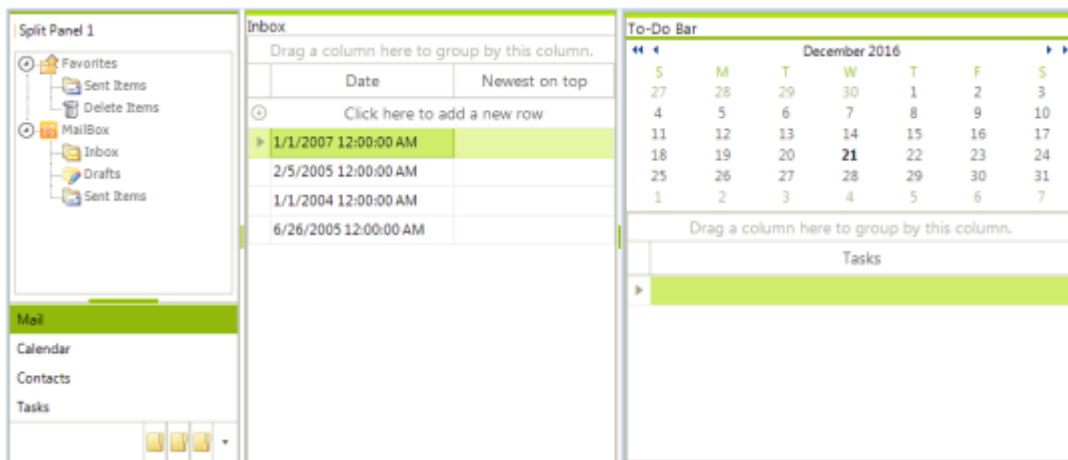 Split Panel 1
Favorites
Sent Items
Delete Items
MailBox
Inbox
Drafts
Sent Items
Mail
Calendar
Contacts
Tasks
Inbox
Drag a column here to group by this column.
Date Newest on top
Click here to add a new row
1/1/2007 12:00:00 AM
2/5/2005 12:00:00 AM
1/1/2004 12:00:00 AM
6/26/2005 12:00:00 AM
To-Do Bar
December 2016
S M T W T F S
27 28 29 30 1 2 3
4 5 6 7 8 9 10
11 12 13 14 15 16 17
18 19 20 21 22 23 24
25 26 27 28 29 30 31
1 2 3 4 5 6 7
Drag a column here to group by this column.
Tasks